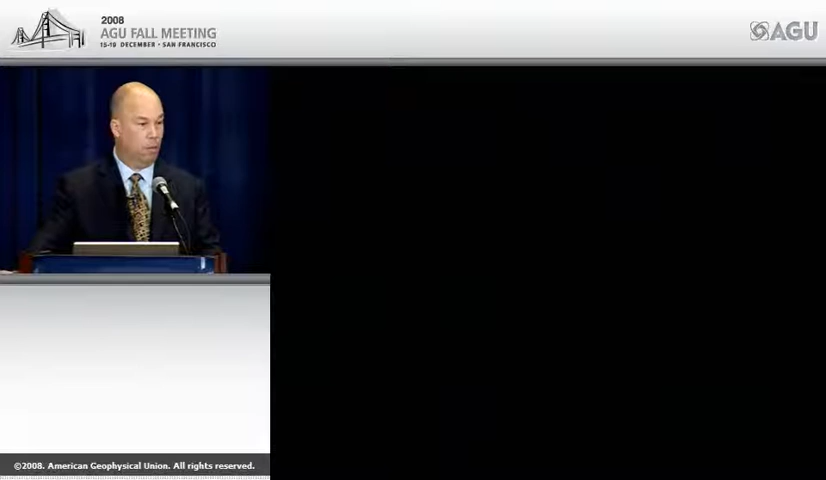 2008
AGU FALL MEETING
15-19 DECEMBER • SAN FRANCISCO
AGU
©2008. American Geophysical Union. All rights reserved.